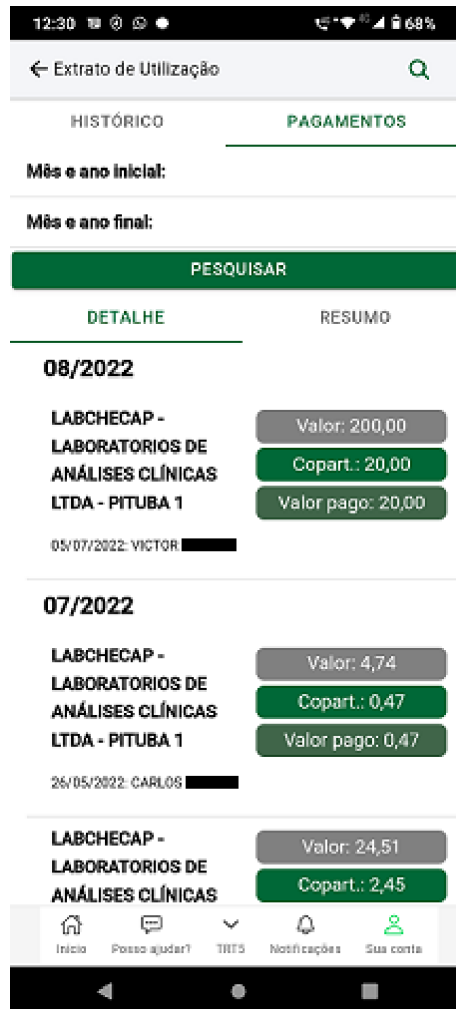 12:30 68%
Extrato de Utilização
HISTÓRICO PAGAMENTOS
Mês e ano inicial:
Mês e ano final:
PESQUISAR
DETALHE RESUMO
08/2022
LABCHECAP -
LABORATORIOS DE
ANÁLISES CLÍNICAS
LTDA - PITUBA 1
Valor: 200,00
Copart.: 20,00
Valor pago: 20,00
05/07/2022: VICTOR
07/2022
LABCHECAP -
LABORATORIOS DE
ANÁLISES CLÍNICAS
LTDA - PITUBA 1
Valor: 4,74
Copart.: 0,47
Valor pago: 0,47
26/05/2022: CARLOS
LABCHECAP -
LABORATORIOS DE
ANÁLISES CLÍNICAS
Valor: 24,51
Copart.: 2,45
Início Posso ajudar? TRT5 Notificações Sua conta